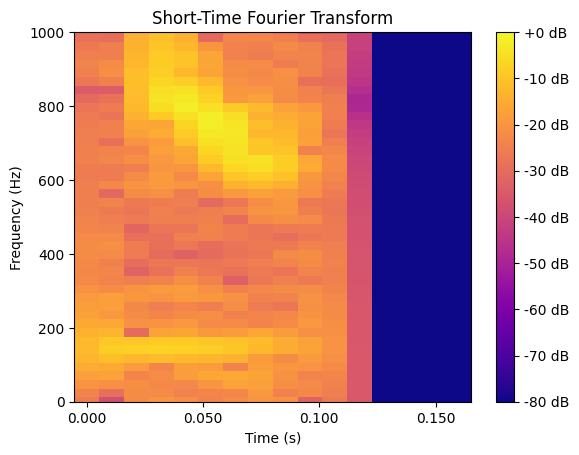 Short-Time Fourier Transform
Frequency (Hz)
1000
800
600
400
200
0
0.000
0.050
0.100
0.150
Time (s)
+0 dB
-10 dB
-20 dB
-30 dB
-40 dB
-50 dB
-60 dB
-70 dB
-80 dB